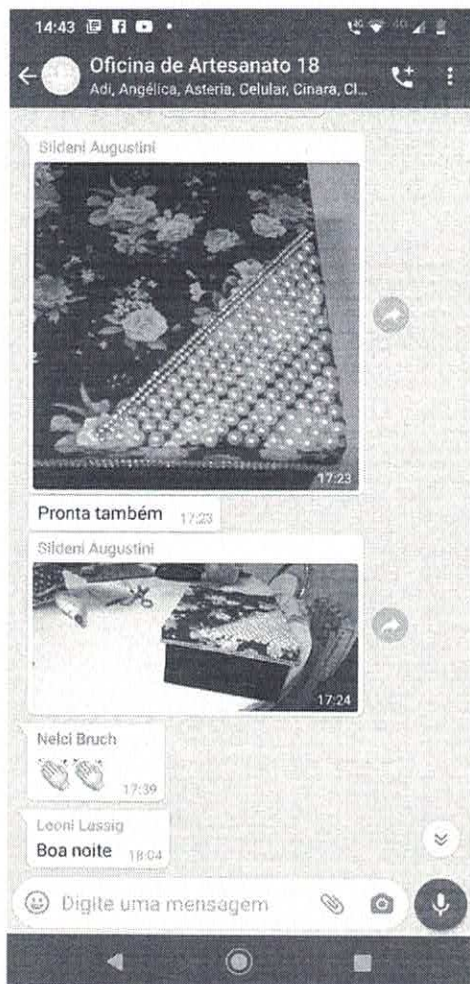 14:43
4G
Oficina de Artesanato 18
Adi, Angélica, Asteria, Celular, Cinara, Cl...
Sildeni Augustini
17:23
Pronta também 17:23
Sildeni Augustini
17:24
Nelci Bruch
17:39
Leoni Lassig
Boa noite 18:04
Digite uma mensagem